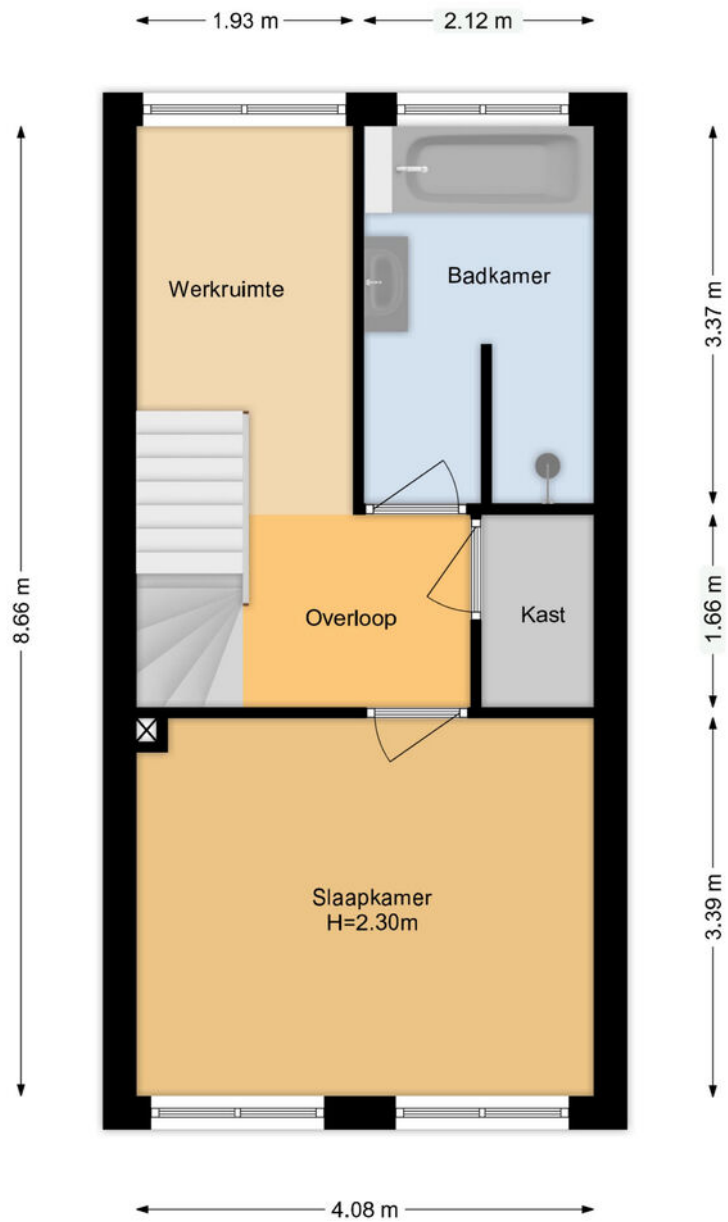 1.93 m
2.12 m
Werkruimte
Badkamer
3.37 m
8.66 m
Overloop
Kast
1.66 m
Slaapkamer
H=2.30m
3.39 m
4.08 m